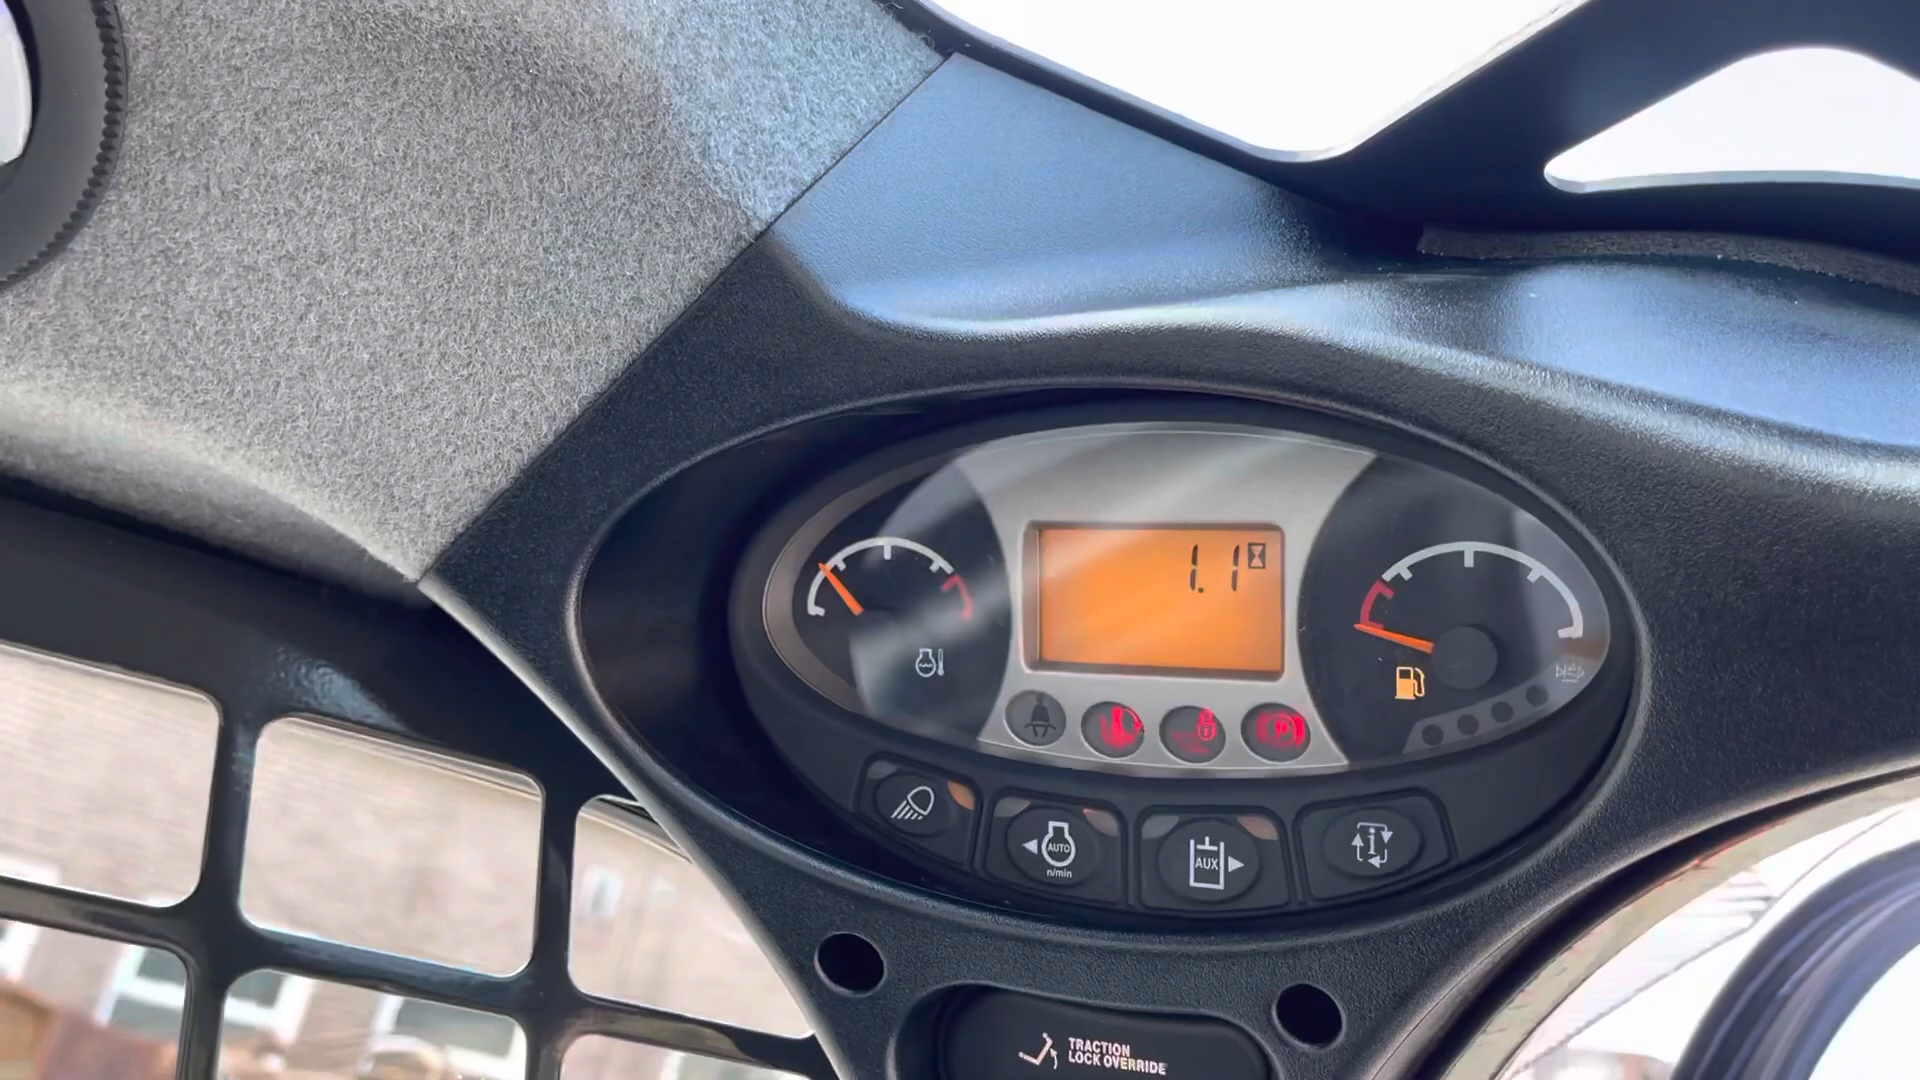 1.1
P
AUTO
n/min
AUX
i
TRACTION
LOCK OVERRIDE